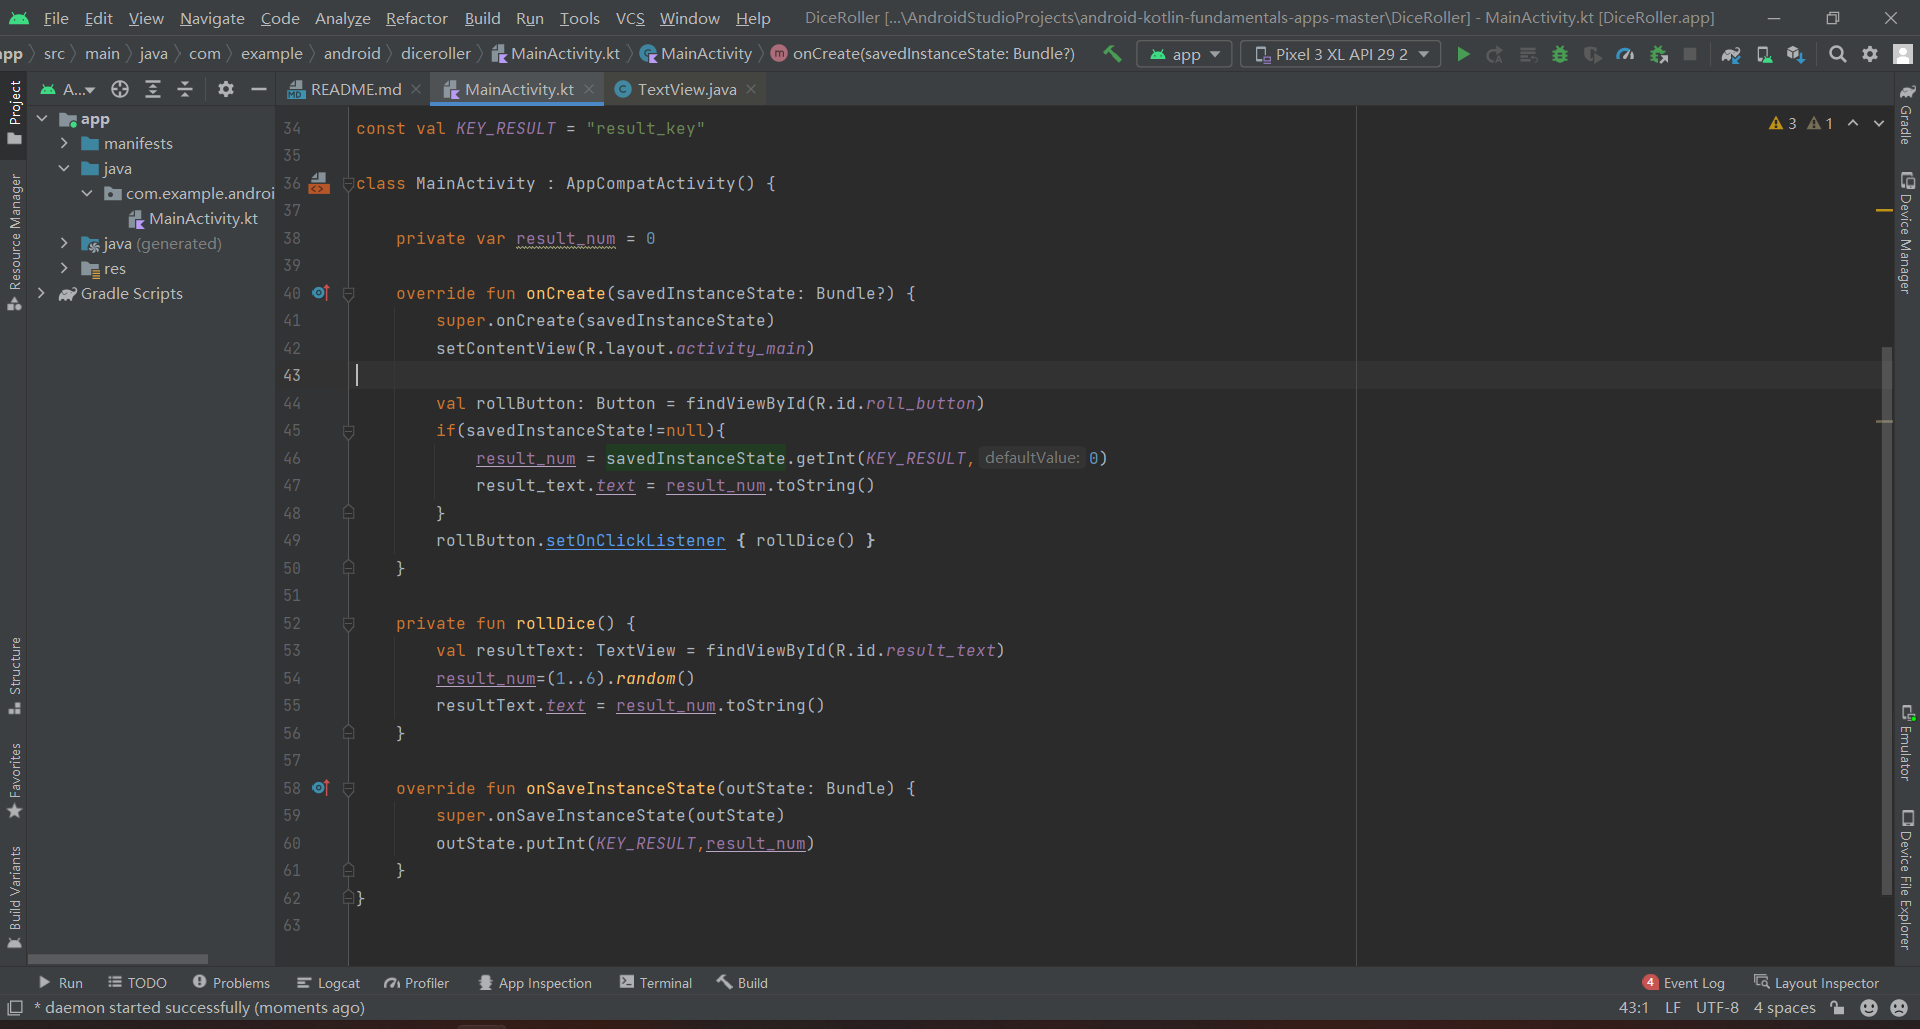 File Edit View Navigate Code Analyze Refactor Build Run Tools VCS Window Help DiceRoller [...\AndroidStudioProjects\android-kotlin-fundamentals-apps-master\DiceRoller] - MainActivity.kt [DiceRoller.app]
app src main java com example android diceroller MainActivity.kt MainActivity onCreate(savedInstanceState: Bundle?) app Pixel 3 XL API 29 2
A... README.md MainActivity.kt TextView.java
Project
Resource Manager
Structure
Favorites
Build Variants
app
manifests
java
com.example.androi
MainActivity.kt
java (generated)
res
Gradle Scripts
3 1
34 const val KEY_RESULT = "result_key"
35
36 class MainActivity : AppCompatActivity() {
37
38 private var result_num = 0
39
40 override fun onCreate(savedInstanceState: Bundle?) {
41 super.onCreate(savedInstanceState)
42 setContentView(R.layout.activity_main)
43
44 val rollButton: Button = findViewById(R.id.roll_button)
45 if(savedInstanceState!=null){
46 result_num = savedInstanceState.getInt(KEY_RESULT, defaultValue: 0)
47 result_text.text = result_num.toString()
48 }
49 rollButton.setOnClickListener { rollDice() }
50 }
51
52 private fun rollDice() {
53 val resultText: TextView = findViewById(R.id.result_text)
54 result_num=(1..6).random()
55 resultText.text = result_num.toString()
56 }
57
58 override fun onSaveInstanceState(outState: Bundle) {
59 super.onSaveInstanceState(outState)
60 outState.putInt(KEY_RESULT,result_num)
61 }
62 }
63
Gradle
Device Manager
Emulator
Device File Explorer
Run TODO Problems Logcat Profiler App Inspection Terminal Build 4 Event Log Layout Inspector
* daemon started successfully (moments ago) 43:1 LF UTF-8 4 spaces